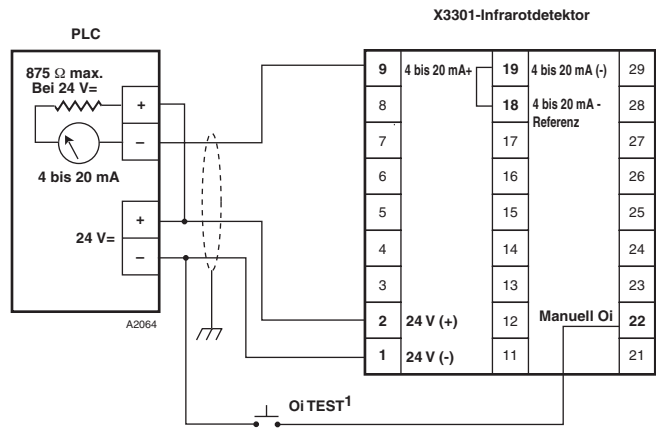 X3301-Infrarotdetektor
PLC
875 Ω max.
Bei 24 V=
+
–
4 bis 20 mA
24 V=
+
–
A2064
9 4 bis 20 mA+ 19 4 bis 20 mA (-) 29
8 18 4 bis 20 mA - 28
Referenz
7 17 27
6 16 26
5 15 25
4 14 24
3 13 23
2 24 V (+) 12 Manuell Oi 22
1 24 V (-) 11 21
Oi TEST1